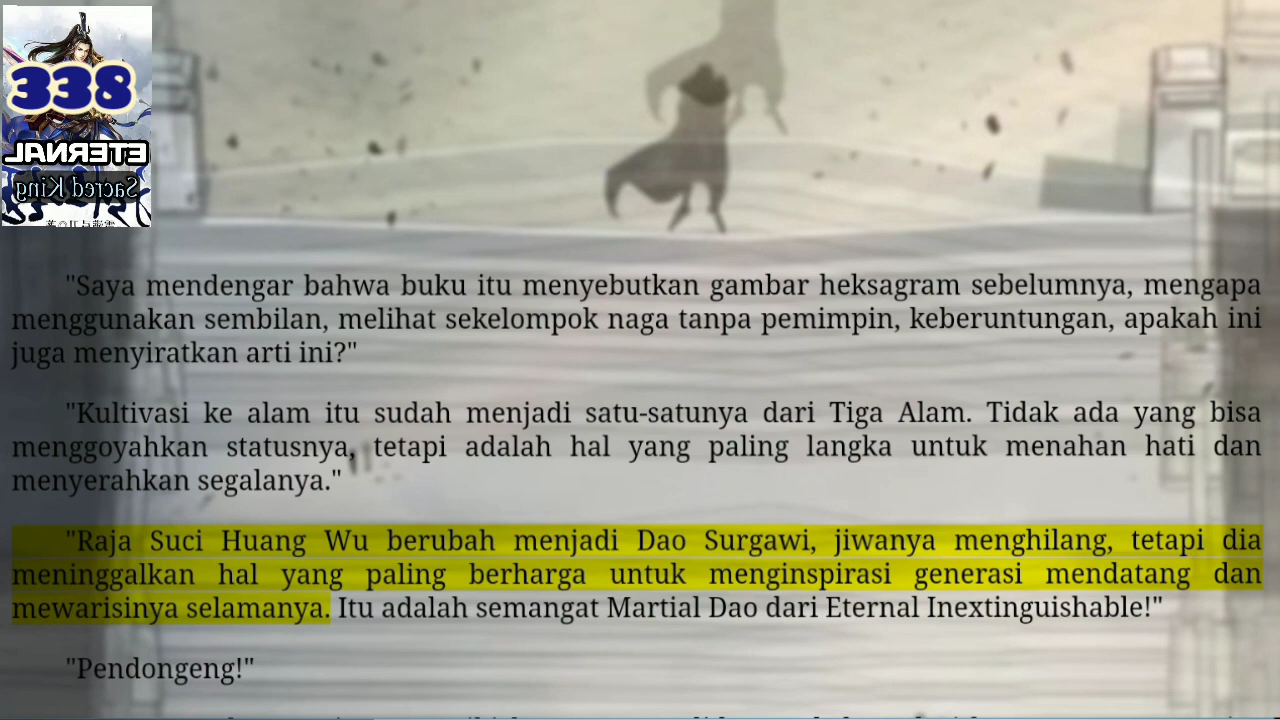 338
ETERNAL
Sacred King
"Saya mendengar bahwa buku itu menyebutkan gambar heksagram sebelumnya, mengapa
menggunakan sembilan, melihat sekelompok naga tanpa pemimpin, keberuntungan, apakah ini
juga menyiratkan arti ini?"
"Kultivasi ke alam itu sudah menjadi satu-satunya dari Tiga Alam. Tidak ada yang bisa
menggoyahkan statusnya, tetapi adalah hal yang paling langka untuk menahan hati dan
menyerahkan segalanya."
"Raja Suci Huang Wu berubah menjadi Dao Surgawi, jiwanya menghilang, tetapi dia
meninggalkan hal yang paling berharga untuk menginspirasi generasi mendatang dan
mewarisinya selamanya. Itu adalah semangat Martial Dao dari Eternal Inextinguishable!"
"Pendongeng!"